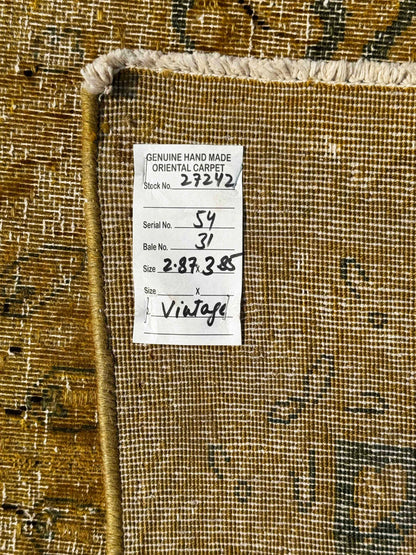 GENUINE HAND MADE
ORIENTAL CARPET
Stock No. 27242
Serial No. 54
Bale No. 31
Size 2.87 x 3.85
Size x
Vintage